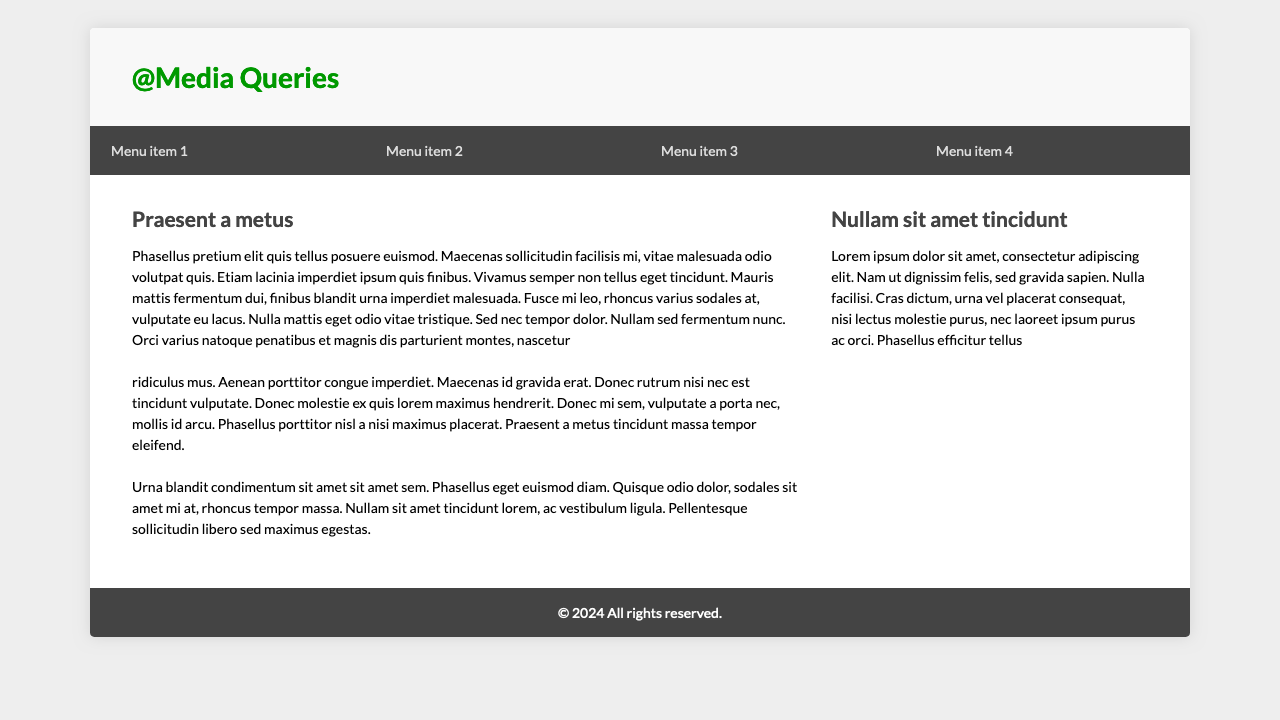 @Media Queries
Menu item 1
Menu item 2
Menu item 3
Menu item 4
Praesent a metus
Phasellus pretium elit quis tellus posuere euismod. Maecenas sollicitudin facilisis mi, vitae malesuada odio
volutpat quis. Etiam lacinia imperdiet ipsum quis finibus. Vivamus semper non tellus eget tincidunt. Mauris
mattis fermentum dui, finibus blandit urna imperdiet malesuada. Fusce mi leo, rhoncus varius sodales at,
vulputate eu lacus. Nulla mattis eget odio vitae tristique. Sed nec tempor dolor. Nullam sed fermentum nunc.
Orci varius natoque penatibus et magnis dis parturient montes, nascetur
ridiculus mus. Aenean porttitor congue imperdiet. Maecenas id gravida erat. Donec rutrum nisi nec est
tincidunt vulputate. Donec molestie ex quis lorem maximus hendrerit. Donec mi sem, vulputate a porta nec,
mollis id arcu. Phasellus porttitor nisl a nisi maximus placerat. Praesent a metus tincidunt massa tempor
eleifend.
Urna blandit condimentum sit amet sit amet sem. Phasellus eget euismod diam. Quisque odio dolor, sodales sit
amet mi at, rhoncus tempor massa. Nullam sit amet tincidunt lorem, ac vestibulum ligula. Pellentesque
sollicitudin libero sed maximus egestas.
Nullam sit amet tincidunt
Lorem ipsum dolor sit amet, consectetur adipiscing
elit. Nam ut dignissim felis, sed gravida sapien. Nulla
facilisi. Cras dictum, urna vel placerat consequat,
nisi lectus molestie purus, nec laoreet ipsum purus
ac orci. Phasellus efficitur tellus
© 2024 All rights reserved.